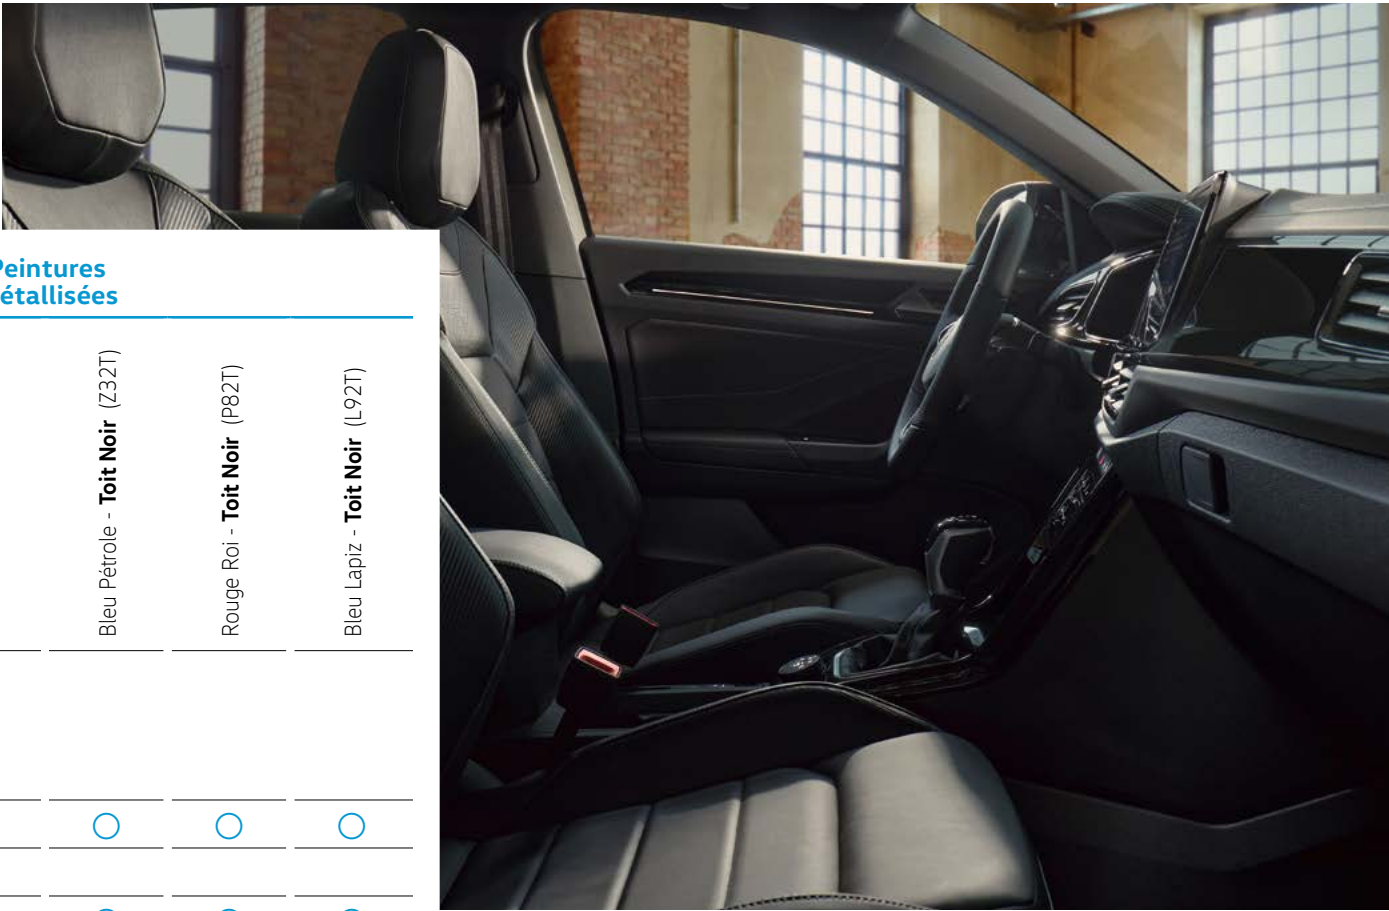 Peintures
étallisées
Bleu Pétrole - Toit Noir (Z32T)
Rouge Roi - Toit Noir (P82T)
Bleu Lapiz - Toit Noir (L92T)